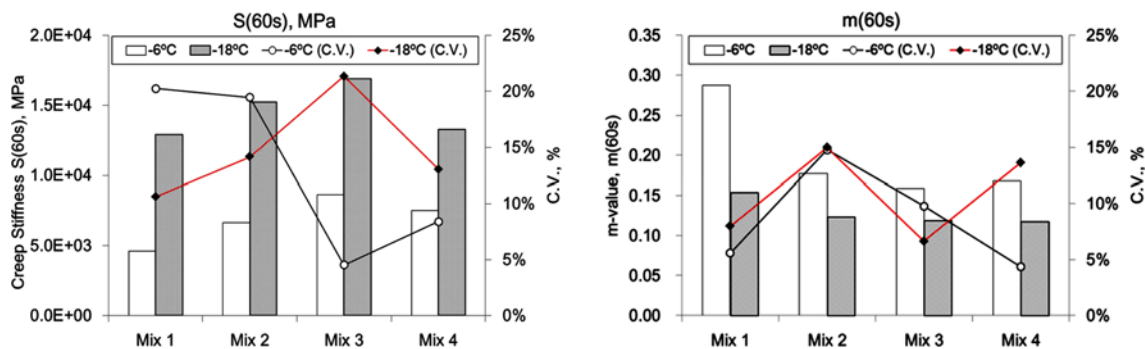 S(60s), MPa
2.0E+04
1.5E+04
1.0E+04
5.0E+03
0.0E+00
Creep Stiffness S(60s), MPa
-6ºC -18ºC -6ºC (C.V.) -18ºC (C.V.)
25%
20%
15%
10%
5%
0%
C.V., %
Mix 1 Mix 2 Mix 3 Mix 4
m(60s)
0.35
0.30
0.25
0.20
0.15
0.10
0.05
0.00
m-value, m(60s)
-6ºC -18ºC -6ºC (C.V.) -18ºC (C.V.)
25%
20%
15%
10%
5%
0%
C.V., %
Mix 1 Mix 2 Mix 3 Mix 4